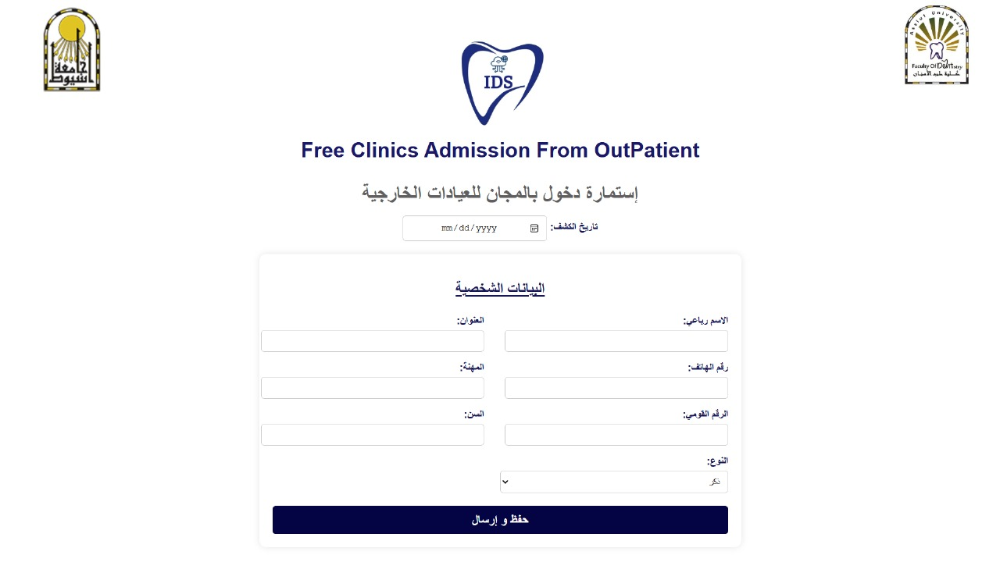 جامعة
أسيوط
Assiut University
Faculty Of Dentistry
كلية طب الأسنان
IDS
Free Clinics Admission From OutPatient
إستمارة دخول بالمجان للعيادات الخارجية
تاريخ الكشف: mm/dd/yyyy
البيانات الشخصية
الاسم رباعي: العنوان:
رقم الهاتف: المهنة:
الرقم القومي: السن:
النوع:
ذكر
حفظ و إرسال